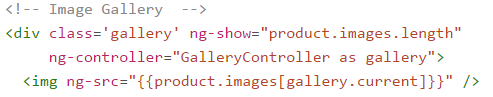 <!-- Image Gallery  -->
<div class='gallery' ng-show="product.images.length"
ng-controller="GalleryController as gallery">
<img ng-src="{{product.images[gallery.current]}}" />